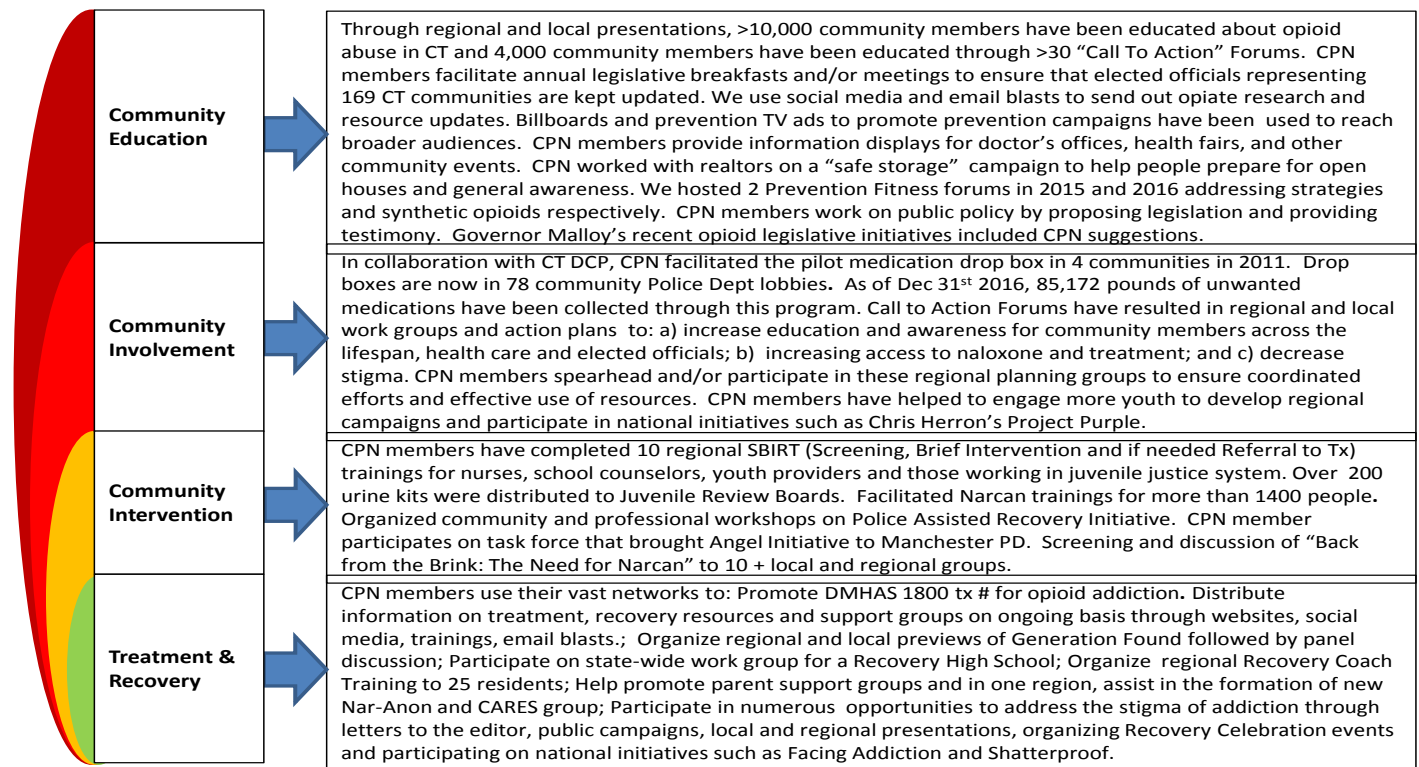 Community
Education
Through regional and local presentations, >10,000 community members have been educated about opioid
abuse in CT and 4,000 community members have been educated through >30 “Call To Action” Forums. CPN
members facilitate annual legislative breakfasts and/or meetings to ensure that elected officials representing
169 CT communities are kept updated. We use social media and email blasts to send out opiate research and
resource updates. Billboards and prevention TV ads to promote prevention campaigns have been used to reach
broader audiences. CPN members provide information displays for doctor’s offices, health fairs, and other
community events. CPN worked with realtors on a “safe storage” campaign to help people prepare for open
houses and general awareness. We hosted 2 Prevention Fitness forums in 2015 and 2016 addressing strategies
and synthetic opioids respectively. CPN members work on public policy by proposing legislation and providing
testimony. Governor Malloy’s recent opioid legislative initiatives included CPN suggestions.
Community
Involvement
In collaboration with CT DCP, CPN facilitated the pilot medication drop box in 4 communities in 2011. Drop
boxes are now in 78 community Police Dept lobbies. As of Dec 31st 2016, 85,172 pounds of unwanted
medications have been collected through this program. Call to Action Forums have resulted in regional and local
work groups and action plans to: a) increase education and awareness for community members across the
lifespan, health care and elected officials; b) increasing access to naloxone and treatment; and c) decrease
stigma. CPN members spearhead and/or participate in these regional planning groups to ensure coordinated
efforts and effective use of resources. CPN members have helped to engage more youth to develop regional
campaigns and participate in national initiatives such as Chris Herron’s Project Purple.
Community
Intervention
CPN members have completed 10 regional SBIRT (Screening, Brief Intervention and if needed Referral to Tx)
trainings for nurses, school counselors, youth providers and those working in juvenile justice system. Over 200
urine kits were distributed to Juvenile Review Boards. Facilitated Narcan trainings for more than 1400 people.
Organized community and professional workshops on Police Assisted Recovery Initiative. CPN member
participates on task force that brought Angel Initiative to Manchester PD. Screening and discussion of “Back
from the Brink: The Need for Narcan” to 10 + local and regional groups.
Treatment &
Recovery
CPN members use their vast networks to: Promote DMHAS 1800 tx # for opioid addiction. Distribute
information on treatment, recovery resources and support groups on ongoing basis through websites, social
media, trainings, email blasts.; Organize regional and local previews of Generation Found followed by panel
discussion; Participate on state-wide work group for a Recovery High School; Organize regional Recovery Coach
Training to 25 residents; Help promote parent support groups and in one region, assist in the formation of new
Nar-Anon and CARES group; Participate in numerous opportunities to address the stigma of addiction through
letters to the editor, public campaigns, local and regional presentations, organizing Recovery Celebration events
and participating on national initiatives such as Facing Addiction and Shatterproof.